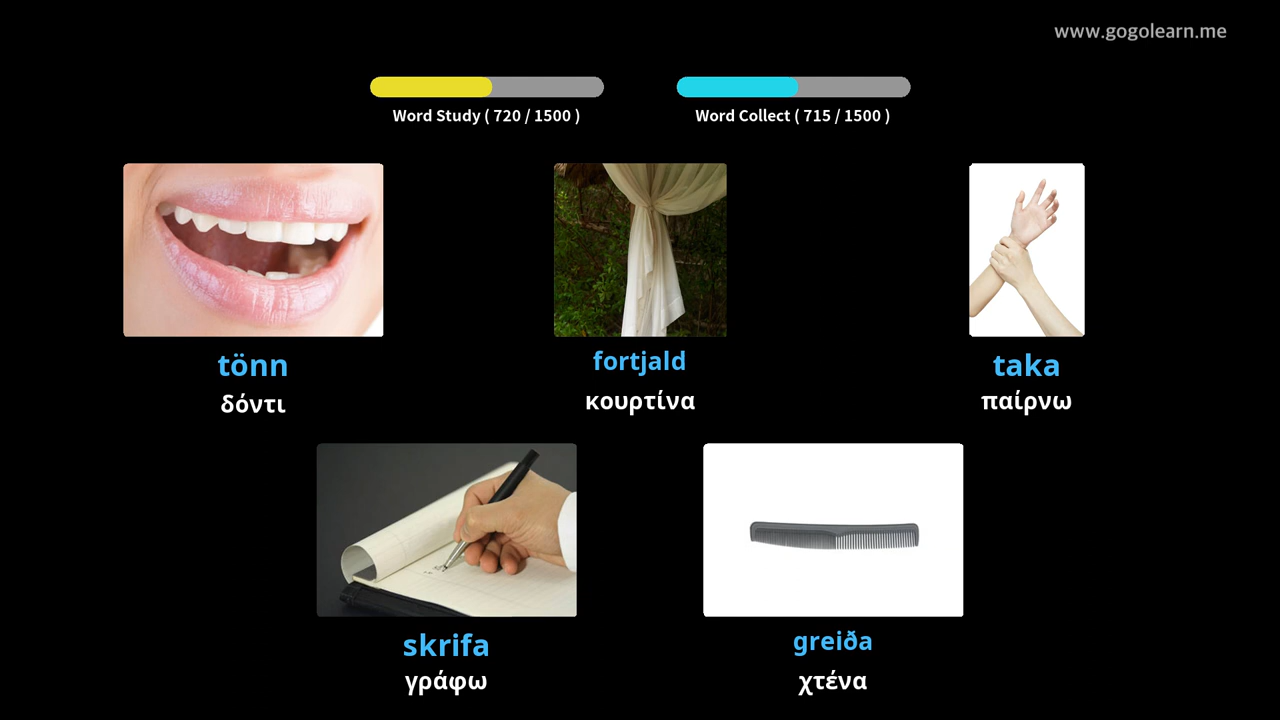 www.gogolearn.me
Word Study ( 720 / 1500 )
Word Collect ( 715 / 1500 )
tönn
δόντι
fortjald
κουρτίνα
taka
παίρνω
skrifa
γράφω
greiða
χτένα